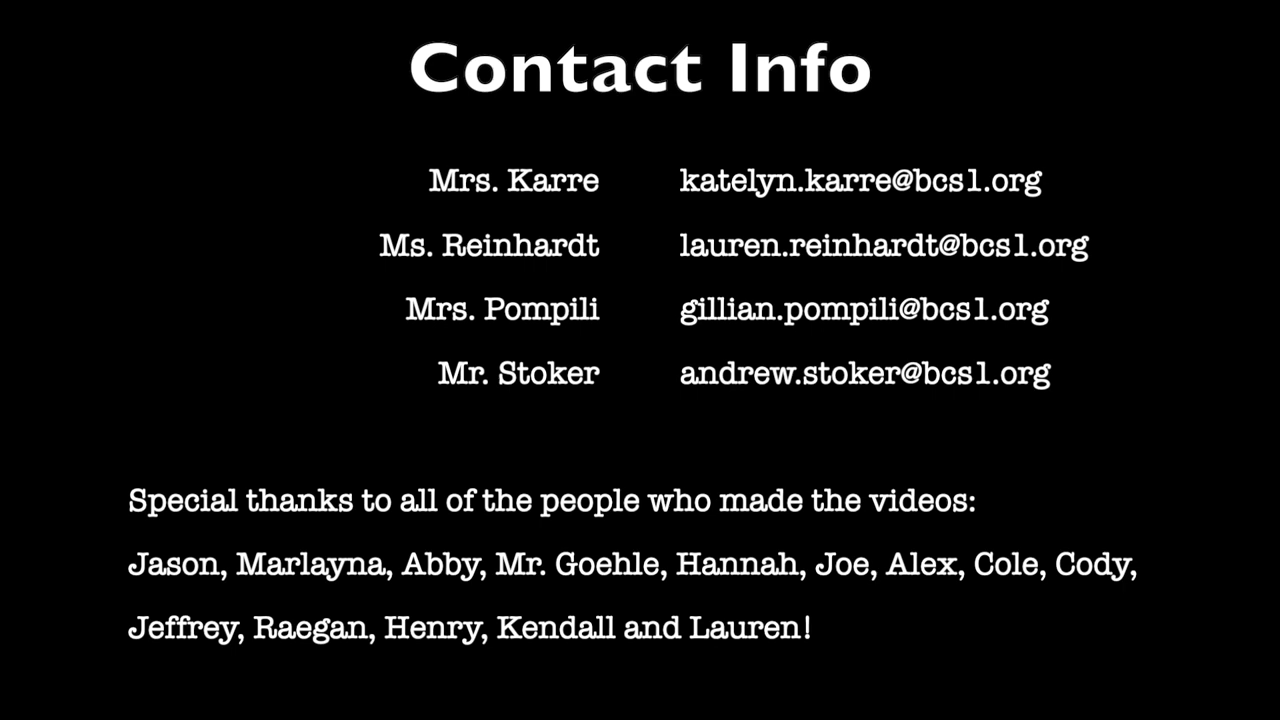 Contact Info
Mrs. Karre katelyn.karre@bcs1.org
Ms. Reinhardt lauren.reinhardt@bcs1.org
Mrs. Pompili gillian.pompili@bcs1.org
Mr. Stoker andrew.stoker@bcs1.org
Special thanks to all of the people who made the videos:
Jason, Marlayna, Abby, Mr. Goehle, Hannah, Joe, Alex, Cole, Cody,
Jeffrey, Raegan, Henry, Kendall and Lauren!